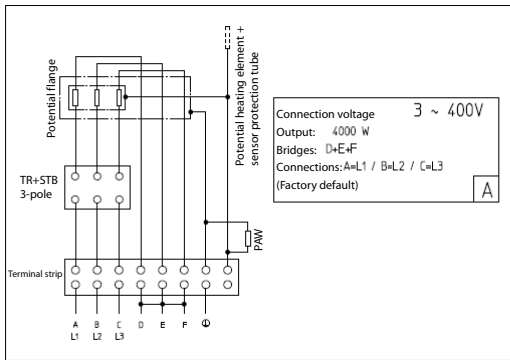 Potential flange
Potential heating element +
sensor protection tube
TR+STB
3-pole
PAW
Terminal strip
A B C D E F
L1 L2 L3
Connection voltage 3 ~ 400V
Output: 4000 W
Bridges: D+E+F
Connections: A=L1 / B=L2 / C=L3
(Factory default)
A